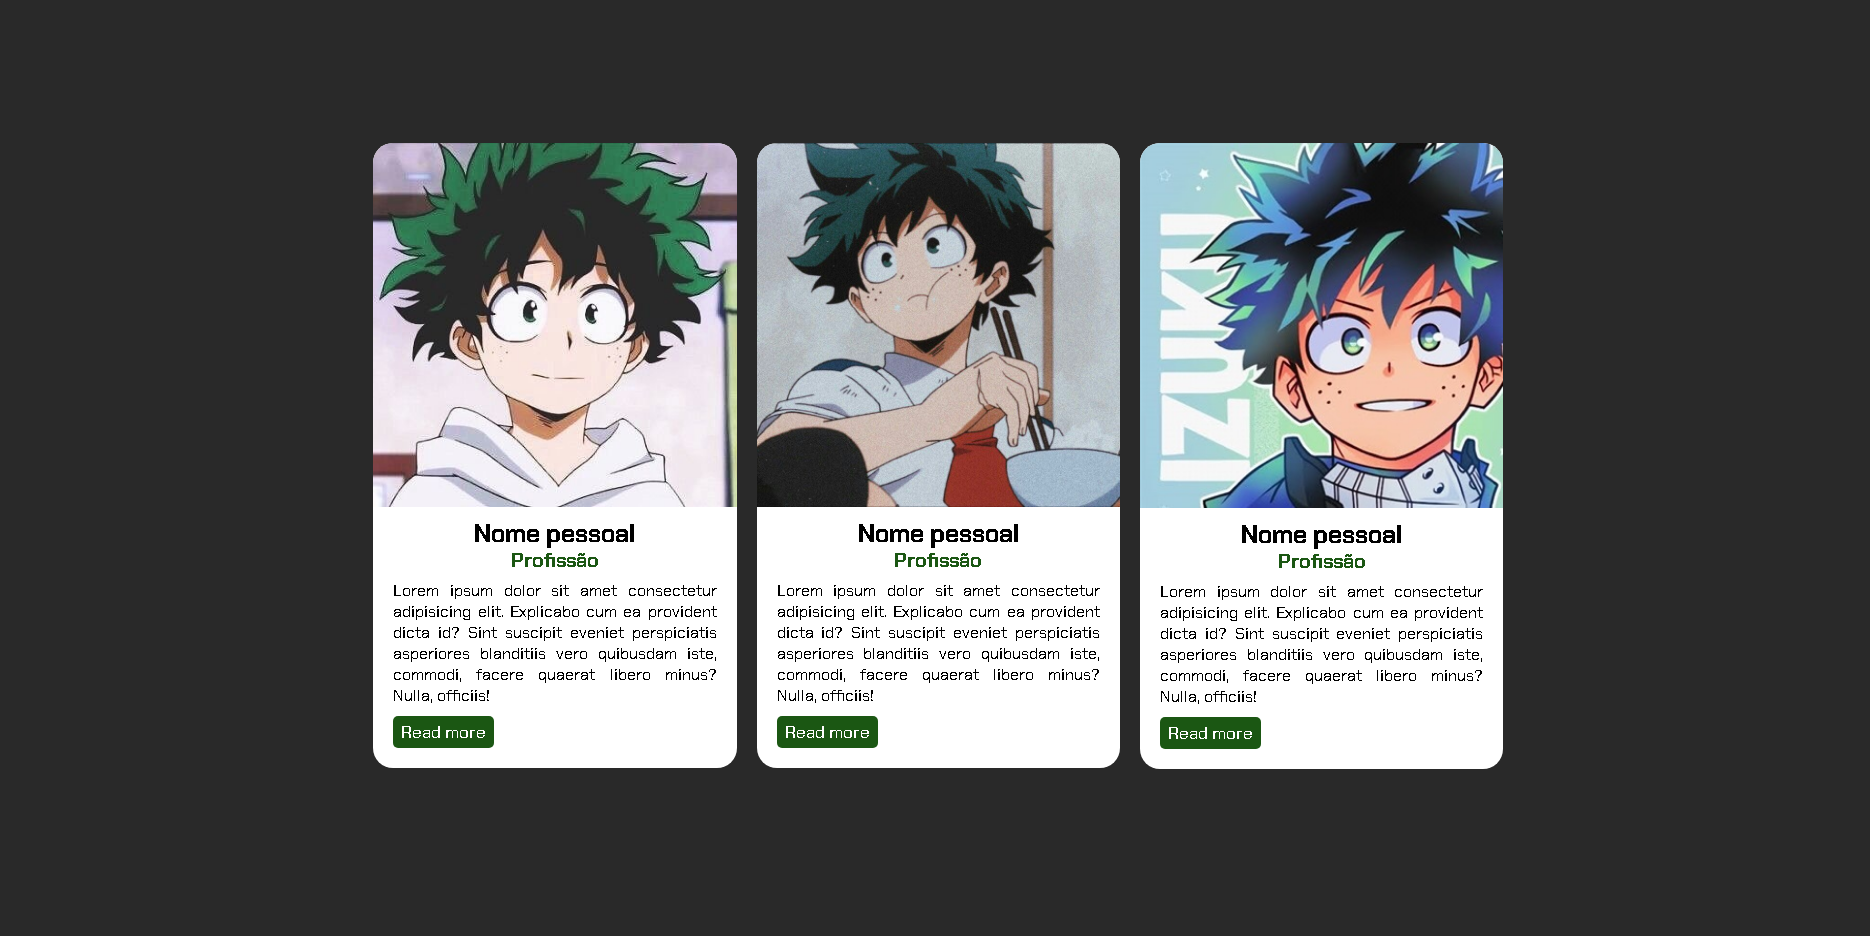 Nome pessoal
Profissão
Lorem ipsum dolor sit amet consectetur
adipisicing elit. Explicabo cum ea provident
dicta id? Sint suscipit eveniet perspiciatis
asperiores blanditiis vero quibusdam iste,
commodi, facere quaerat libero minus?
Nulla, officiis!
Read more
Nome pessoal
Profissão
Lorem ipsum dolor sit amet consectetur
adipisicing elit. Explicabo cum ea provident
dicta id? Sint suscipit eveniet perspiciatis
asperiores blanditiis vero quibusdam iste,
commodi, facere quaerat libero minus?
Nulla, officiis!
Read more
IZUKU
Nome pessoal
Profissão
Lorem ipsum dolor sit amet consectetur
adipisicing elit. Explicabo cum ea provident
dicta id? Sint suscipit eveniet perspiciatis
asperiores blanditiis vero quibusdam iste,
commodi, facere quaerat libero minus?
Nulla, officiis!
Read more